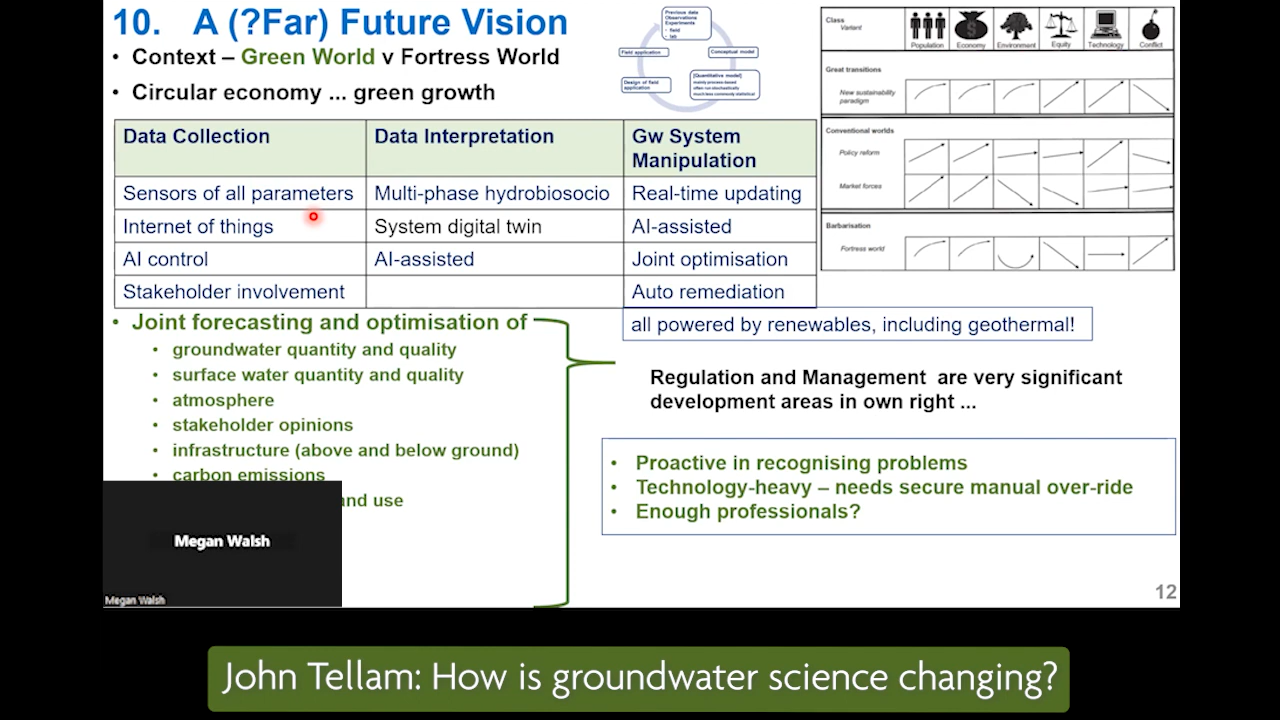 10. A (?Far) Future Vision
• Context – Green World v Fortress World
• Circular economy ... green growth
Previous data
Observations
Experiments
• field
• lab
Field application
Conceptual model
Design of field
application
[Quantitative model]
mainly process-based
often run stochastically
much less commonly statistical
Class
Variant
Population
Economy
Environment
Equity
Technology
Conflict
Great transitions
New sustainability
paradigm
Conventional worlds
Policy reform
Market forces
Barbarisation
Fortress world
Data Collection
Data Interpretation
Gw System
Manipulation
Sensors of all parameters
Multi-phase hydrobiosocio
Real-time updating
Internet of things
System digital twin
AI-assisted
AI control
AI-assisted
Joint optimisation
Stakeholder involvement
Auto remediation
• Joint forecasting and optimisation of
• groundwater quantity and quality
• surface water quantity and quality
• atmosphere
• stakeholder opinions
• infrastructure (above and below ground)
• carbon emissions
and use
all powered by renewables, including geothermal!
Regulation and Management are very significant
development areas in own right ...
• Proactive in recognising problems
• Technology-heavy – needs secure manual over-ride
• Enough professionals?
Megan Walsh
Megan Walsh
12
John Tellam: How is groundwater science changing?